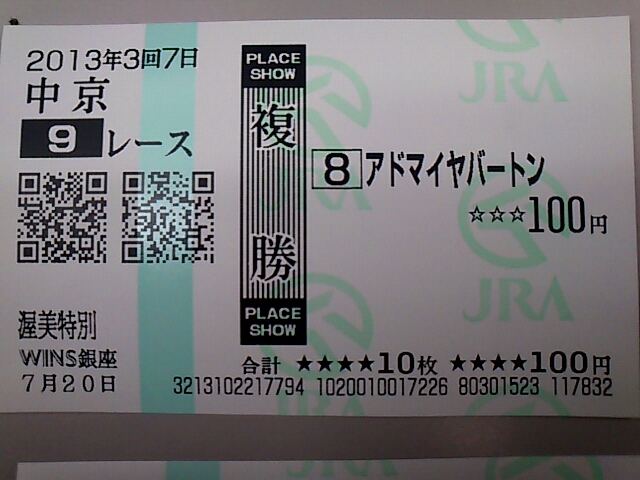 2013年3回7日
中京
9レース
PLACE
SHOW
複勝
PLACE
SHOW
8 アドマイヤバートン
☆☆☆100円
渥美特別
WINS銀座
7月20日
合計 ★★★★10枚 ★★★★100円
3213102217794 1020010017226 80301523 117832
JRA
JRA
JRA
JRA